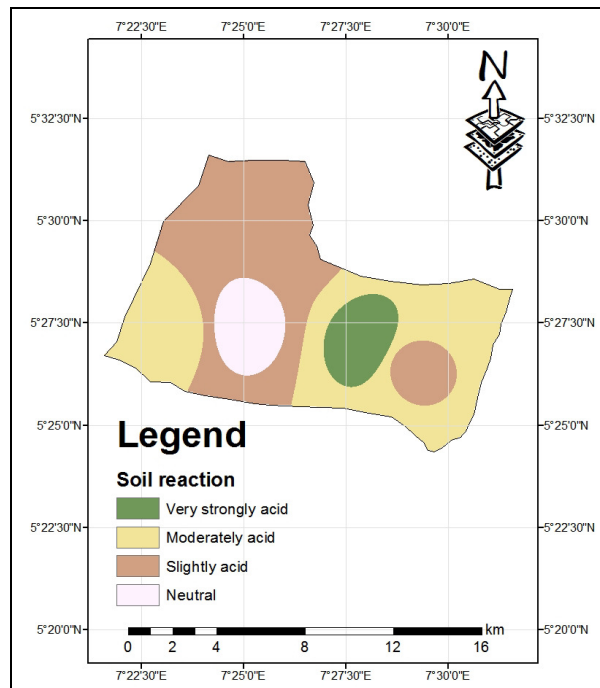 7°22'30"E 7°25'0"E 7°27'30"E 7°30'0"E
N
5°32'30"N 5°32'30"N
5°30'0"N 5°30'0"N
5°27'30"N 5°27'30"N
5°25'0"N 5°25'0"N
Legend
Soil reaction
Very strongly acid
5°22'30"N 5°22'30"N
Moderately acid
Slightly acid
Neutral
5°20'0"N 5°20'0"N
km
0 2 4 8 12 16
7°22'30"E 7°25'0"E 7°27'30"E 7°30'0"E